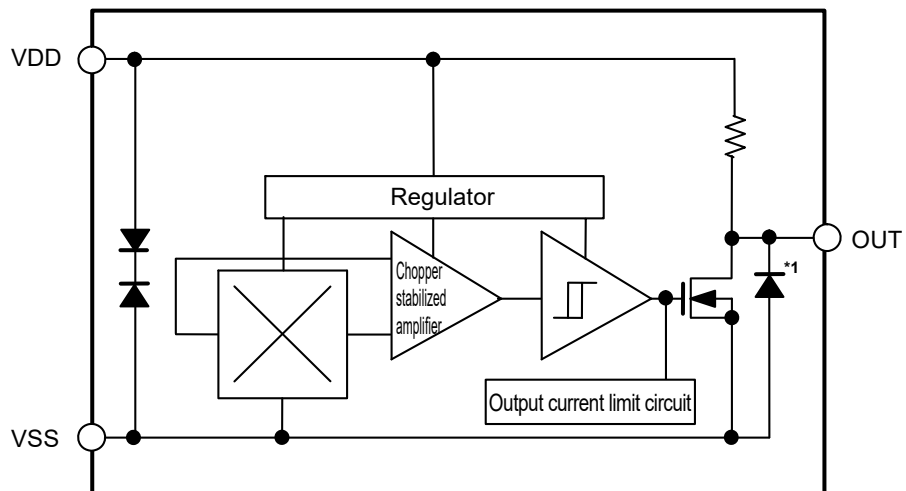 VDD
Regulator
OUT
*1
Chopper
stabilized
amplifier
Output current limit circuit
VSS